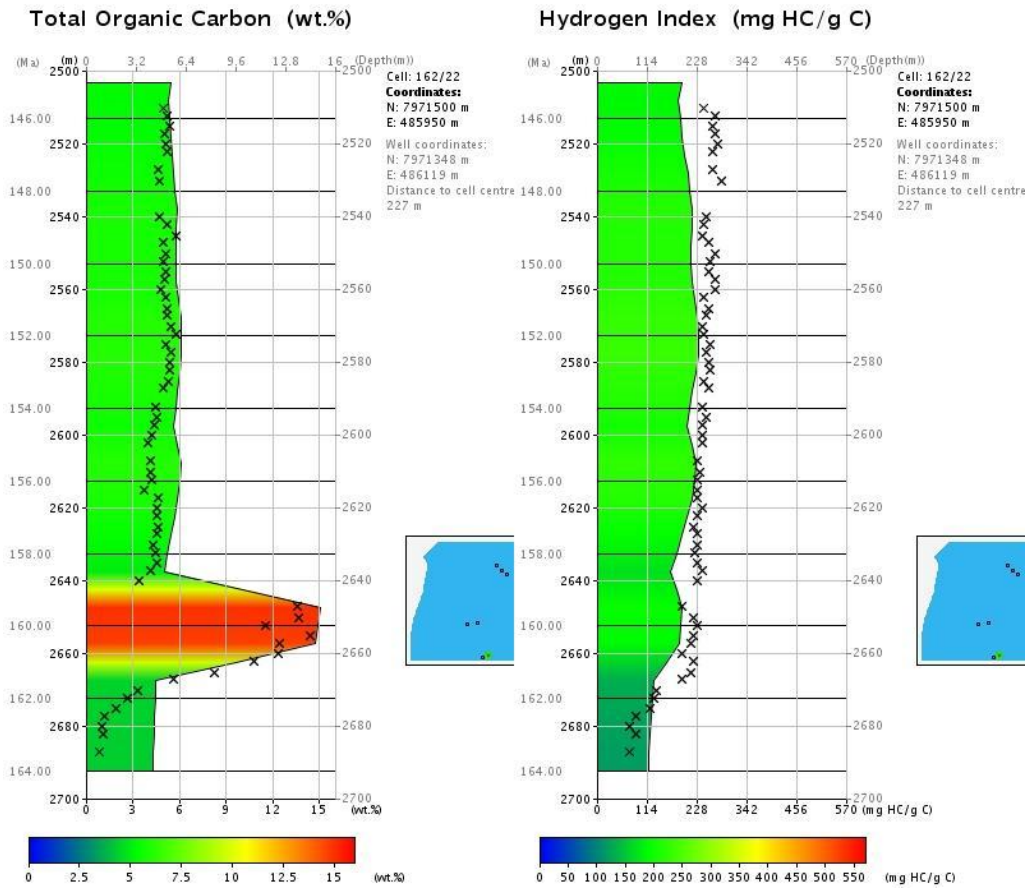 Total Organic Carbon (wt.%)
(Ma) (m) 0 3.2 6.4 9.6 12.8 16 (Depth(m))
2500 2500
146.00
2520 2520
148.00
2540 2540
150.00
2560 2560
152.00
2580 2580
154.00
2600 2600
156.00
2620 2620
158.00
2640 2640
160.00
2660 2660
162.00
2680 2680
164.00
2700 2700
0 3 6 9 12 15 (wt.%)
Cell: 162/22
Coordinates:
N: 7971500 m
E: 485950 m
Well coordinates:
N: 7971348 m
E: 486119 m
Distance to cell centre
227 m
0 2.5 5 7.5 10 12.5 15 (wt.%)
Hydrogen Index (mg HC/g C)
(Ma) (m) 0 114 228 342 456 570 (Depth(m))
2500 2500
146.00
2520 2520
148.00
2540 2540
150.00
2560 2560
152.00
2580 2580
154.00
2600 2600
156.00
2620 2620
158.00
2640 2640
160.00
2660 2660
162.00
2680 2680
164.00
2700 2700
0 114 228 342 456 570 (mg HC/g C)
Cell: 162/22
Coordinates:
N: 7971500 m
E: 485950 m
Well coordinates:
N: 7971348 m
E: 486119 m
Distance to cell centre
227 m
0 50 100 150 200 250 300 350 400 450 500 550 (mg HC/g C)